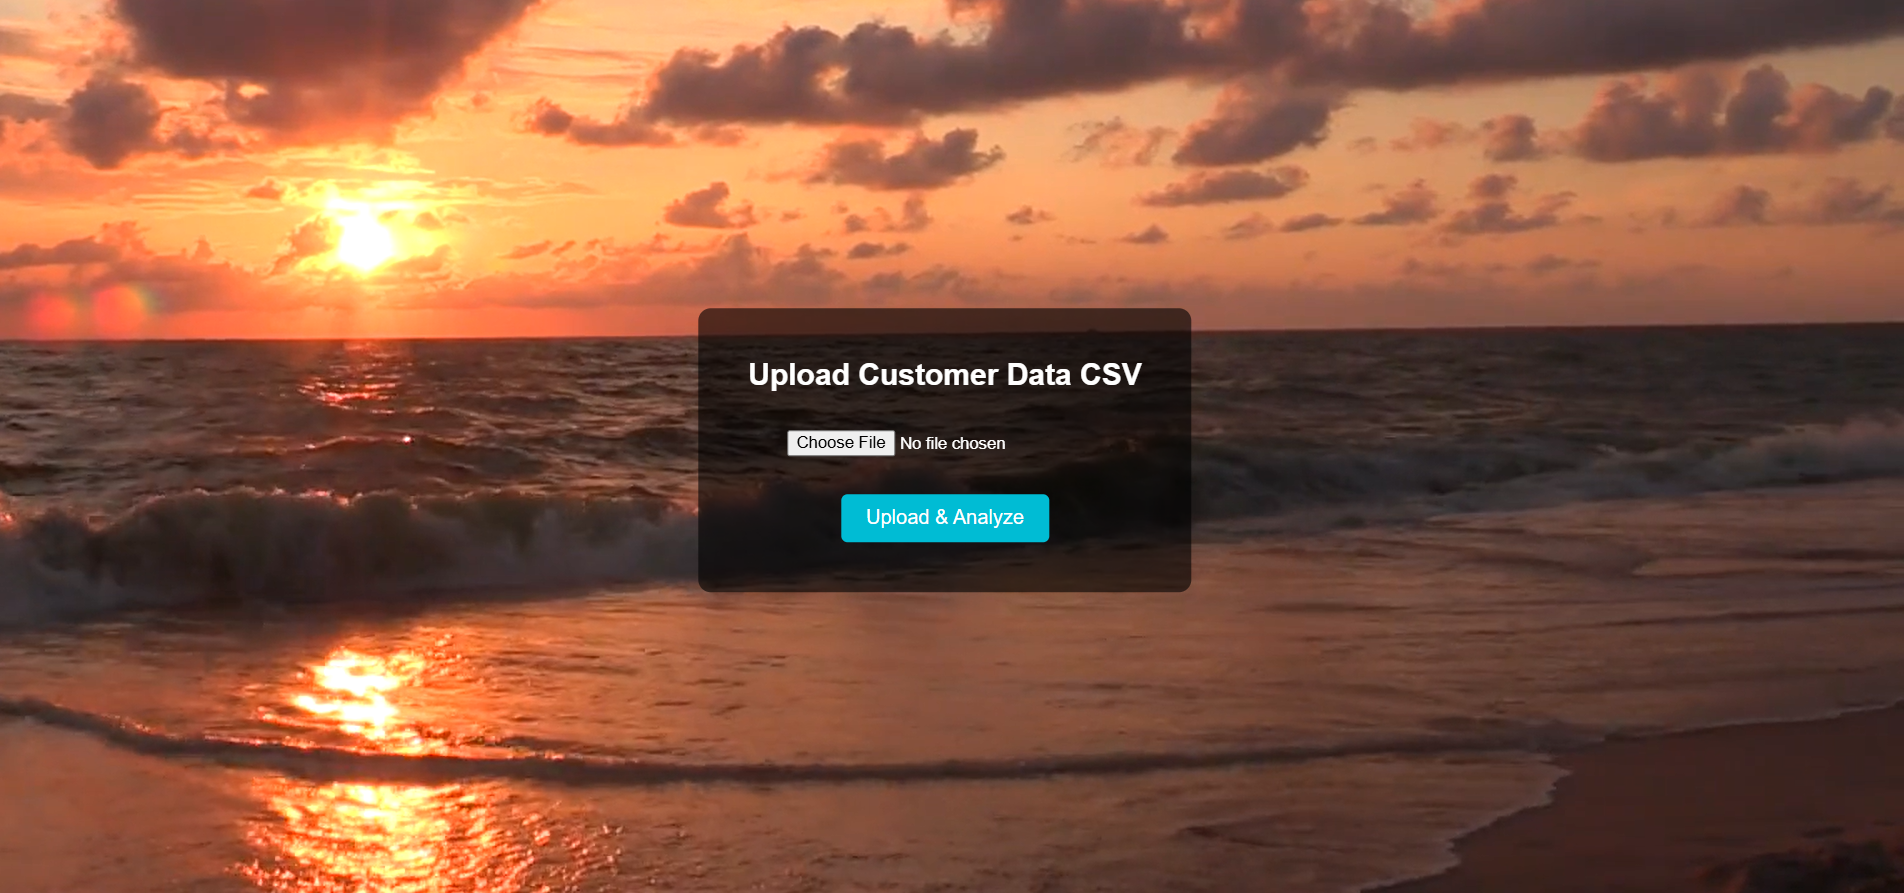 Upload Customer Data CSV
Choose File No file chosen
Upload & Analyze